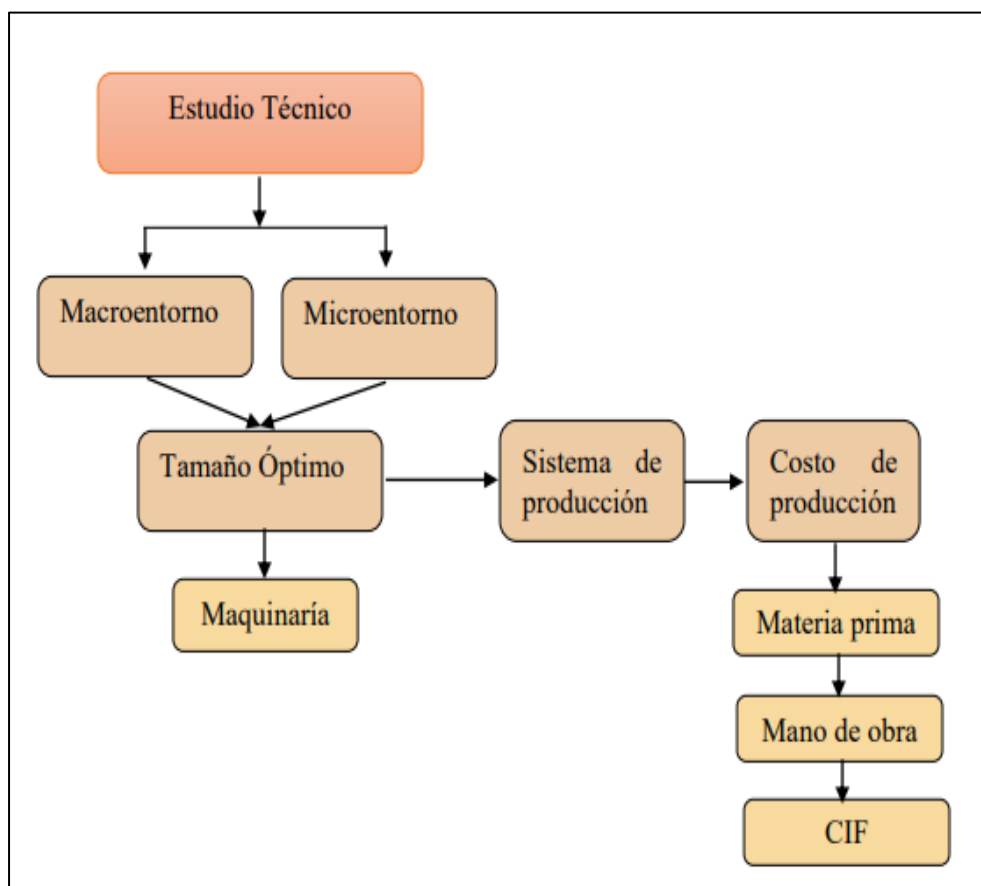 Estudio Técnico
Macroentorno
Microentorno
Tamaño Óptimo
Sistema de
producción
Costo de
producción
Maquinaría
Materia prima
Mano de obra
CIF